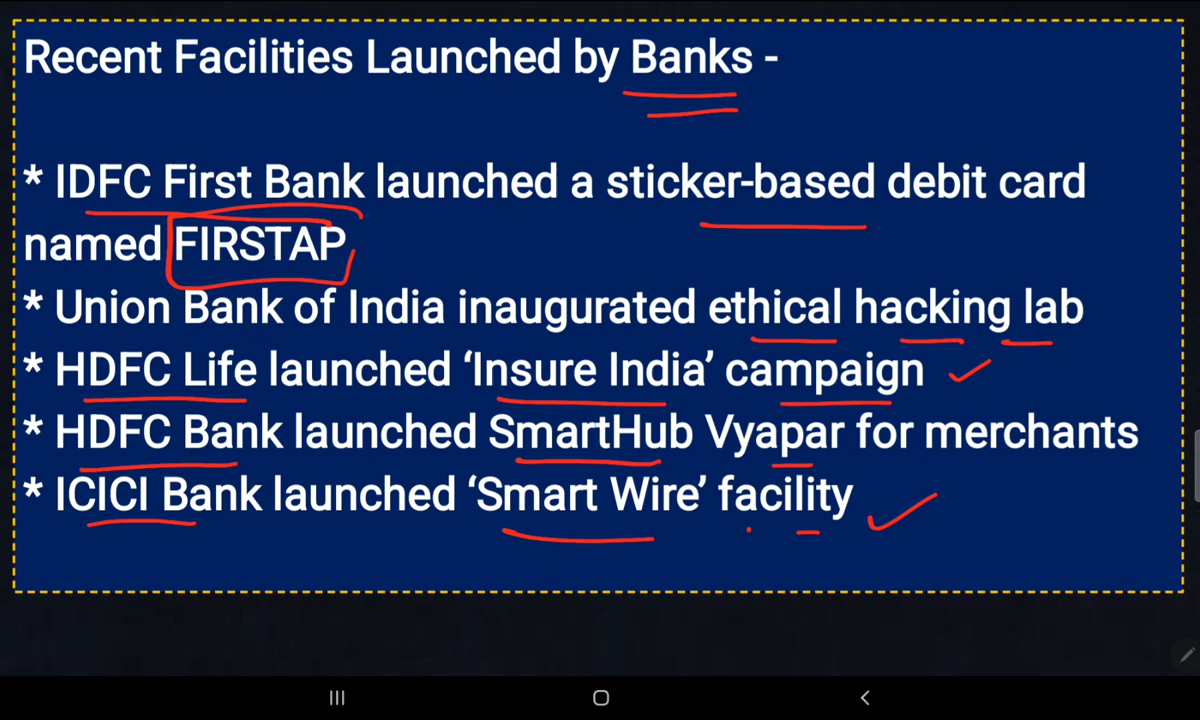 Recent Facilities Launched by Banks -
* IDFC First Bank launched a sticker-based debit card
named FIRSTAP
* Union Bank of India inaugurated ethical hacking lab
* HDFC Life launched ‘Insure India’ campaign
* HDFC Bank launched SmartHub Vyapar for merchants
* ICICI Bank launched ‘Smart Wire’ facility